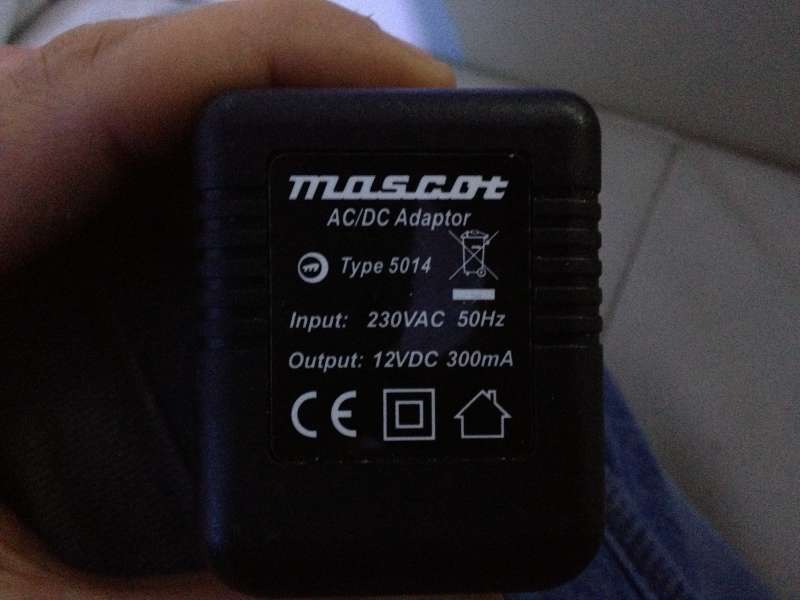 mascot
AC/DC Adaptor
Type 5014
Input: 230VAC 50Hz
Output: 12VDC 300mA
CE